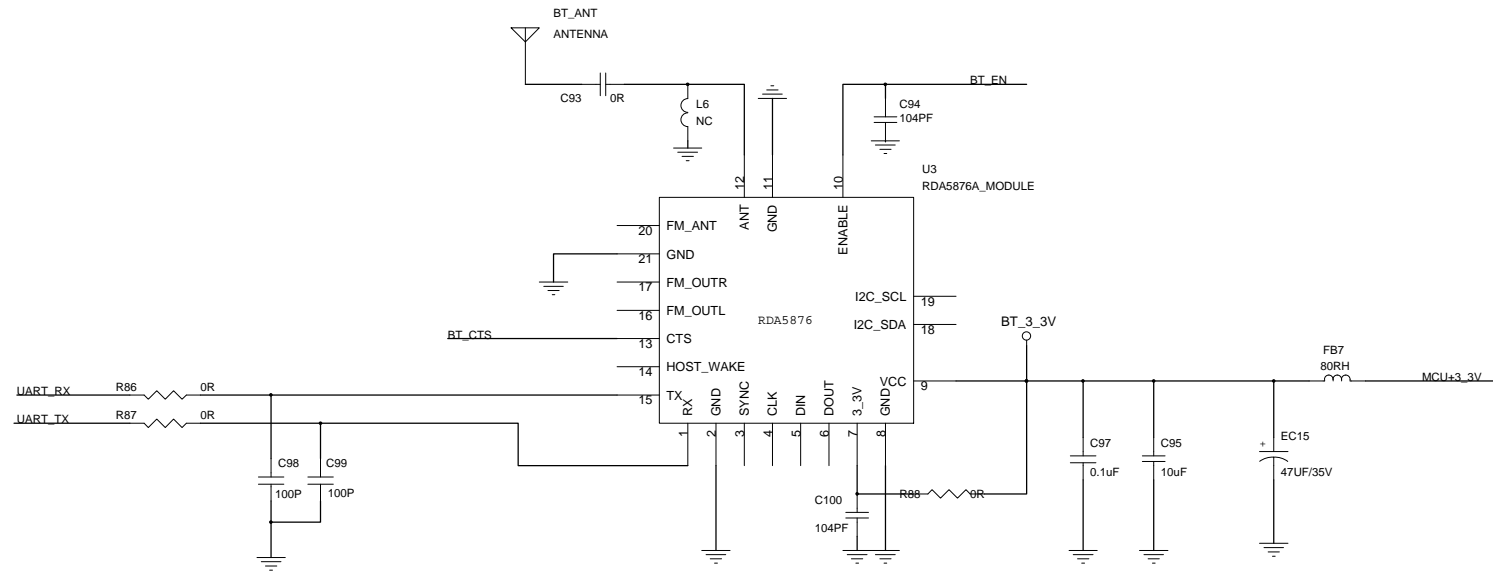 BT_ANT
ANTENNA
C93
0R
L6
NC
BT_EN
C94
104PF
U3
RDA5876A_MODULE
12
11
10
ANT
GND
ENABLE
20
FM_ANT
21
GND
17
FM_OUTR
16
FM_OUTL
RDA5876
I2C_SCL
19
I2C_SDA
18
BT_CTS
13
CTS
14
HOST_WAKE
BT_3_3V
FB7
80RH
VCC
9
MCU+3_3V
UART_RX
R86
0R
15
TX
UART_TX
R87
0R
RX
GND
SYNC
CLK
DIN
DOUT
3_3V
GND
1
2
3
4
5
6
7
8
C98
100P
C99
100P
C97
0.1uF
C95
10uF
+
EC15
47UF/35V
C100
104PF
R88
0R